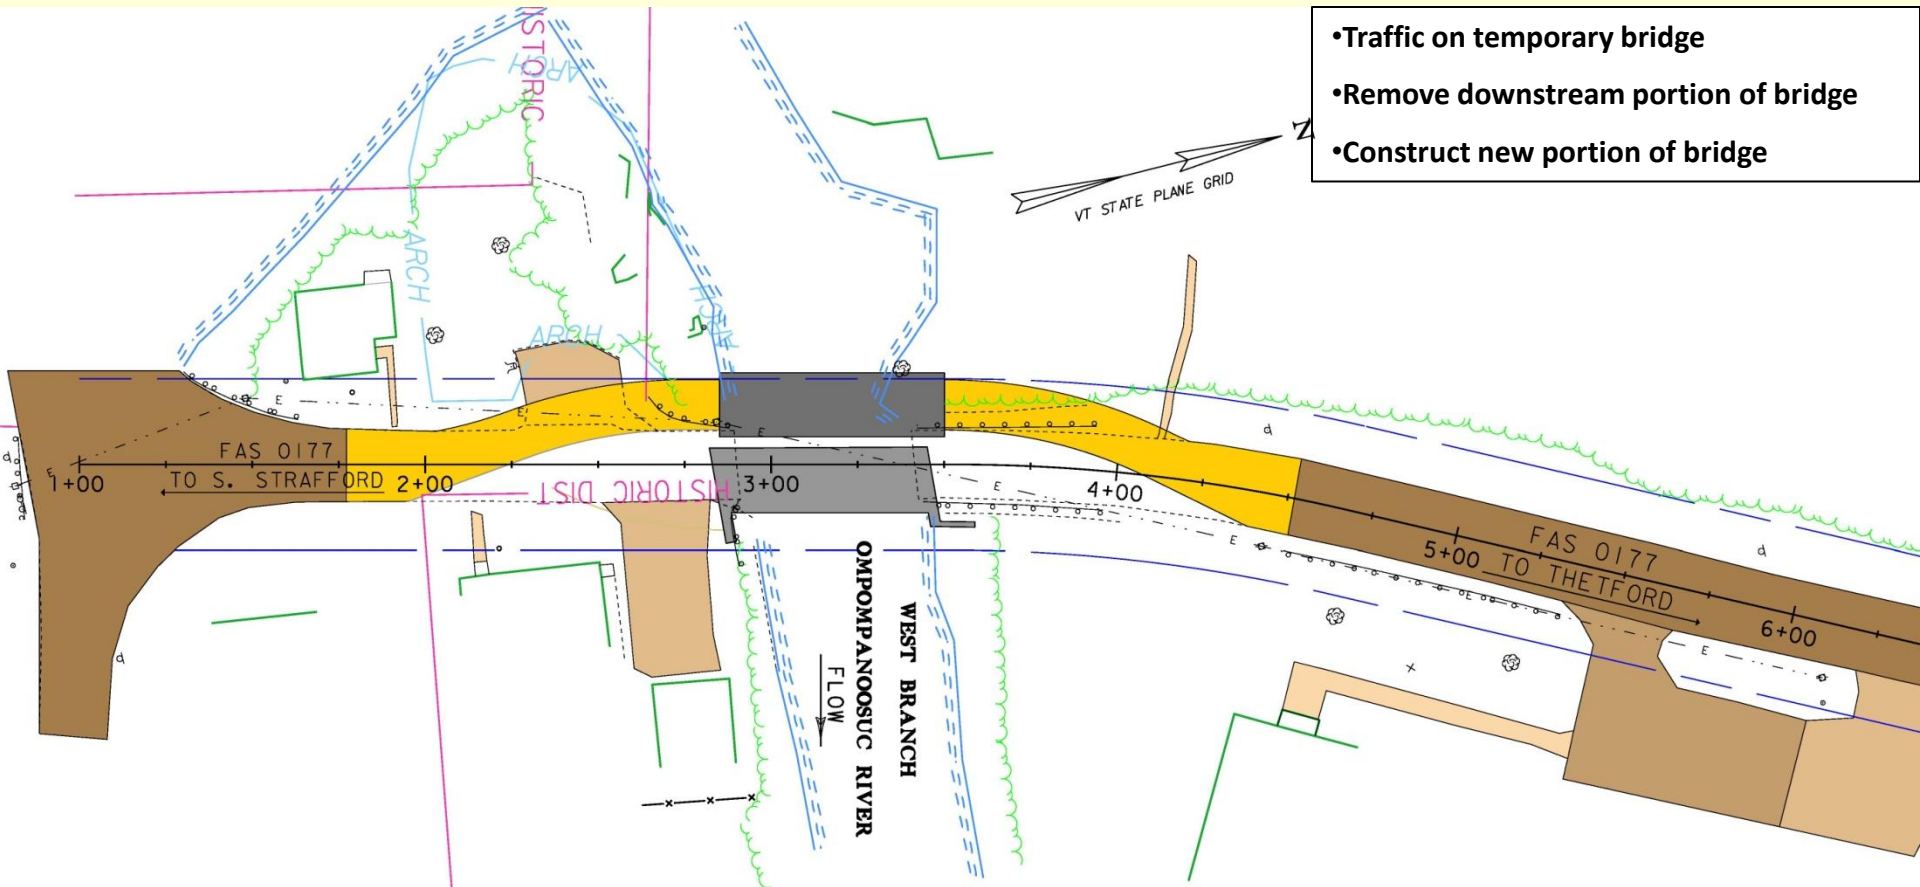 •Traffic on temporary bridge
•Remove downstream portion of bridge
•Construct new portion of bridge
N
VT STATE PLANE GRID
ISTORIC
ARCH
ARCH
ARCH
ARCH
E
E
E
E
E
E
E
E
E
FAS 0177
TO S. STRAFFORD
1+00
2+00
3+00
4+00
5+00
6+00
HISTORIC DIST
FAS 0177
TO THETFORD
WEST BRANCH
OMPOMPANOOSUC RIVER
FLOW
d
d
d
d